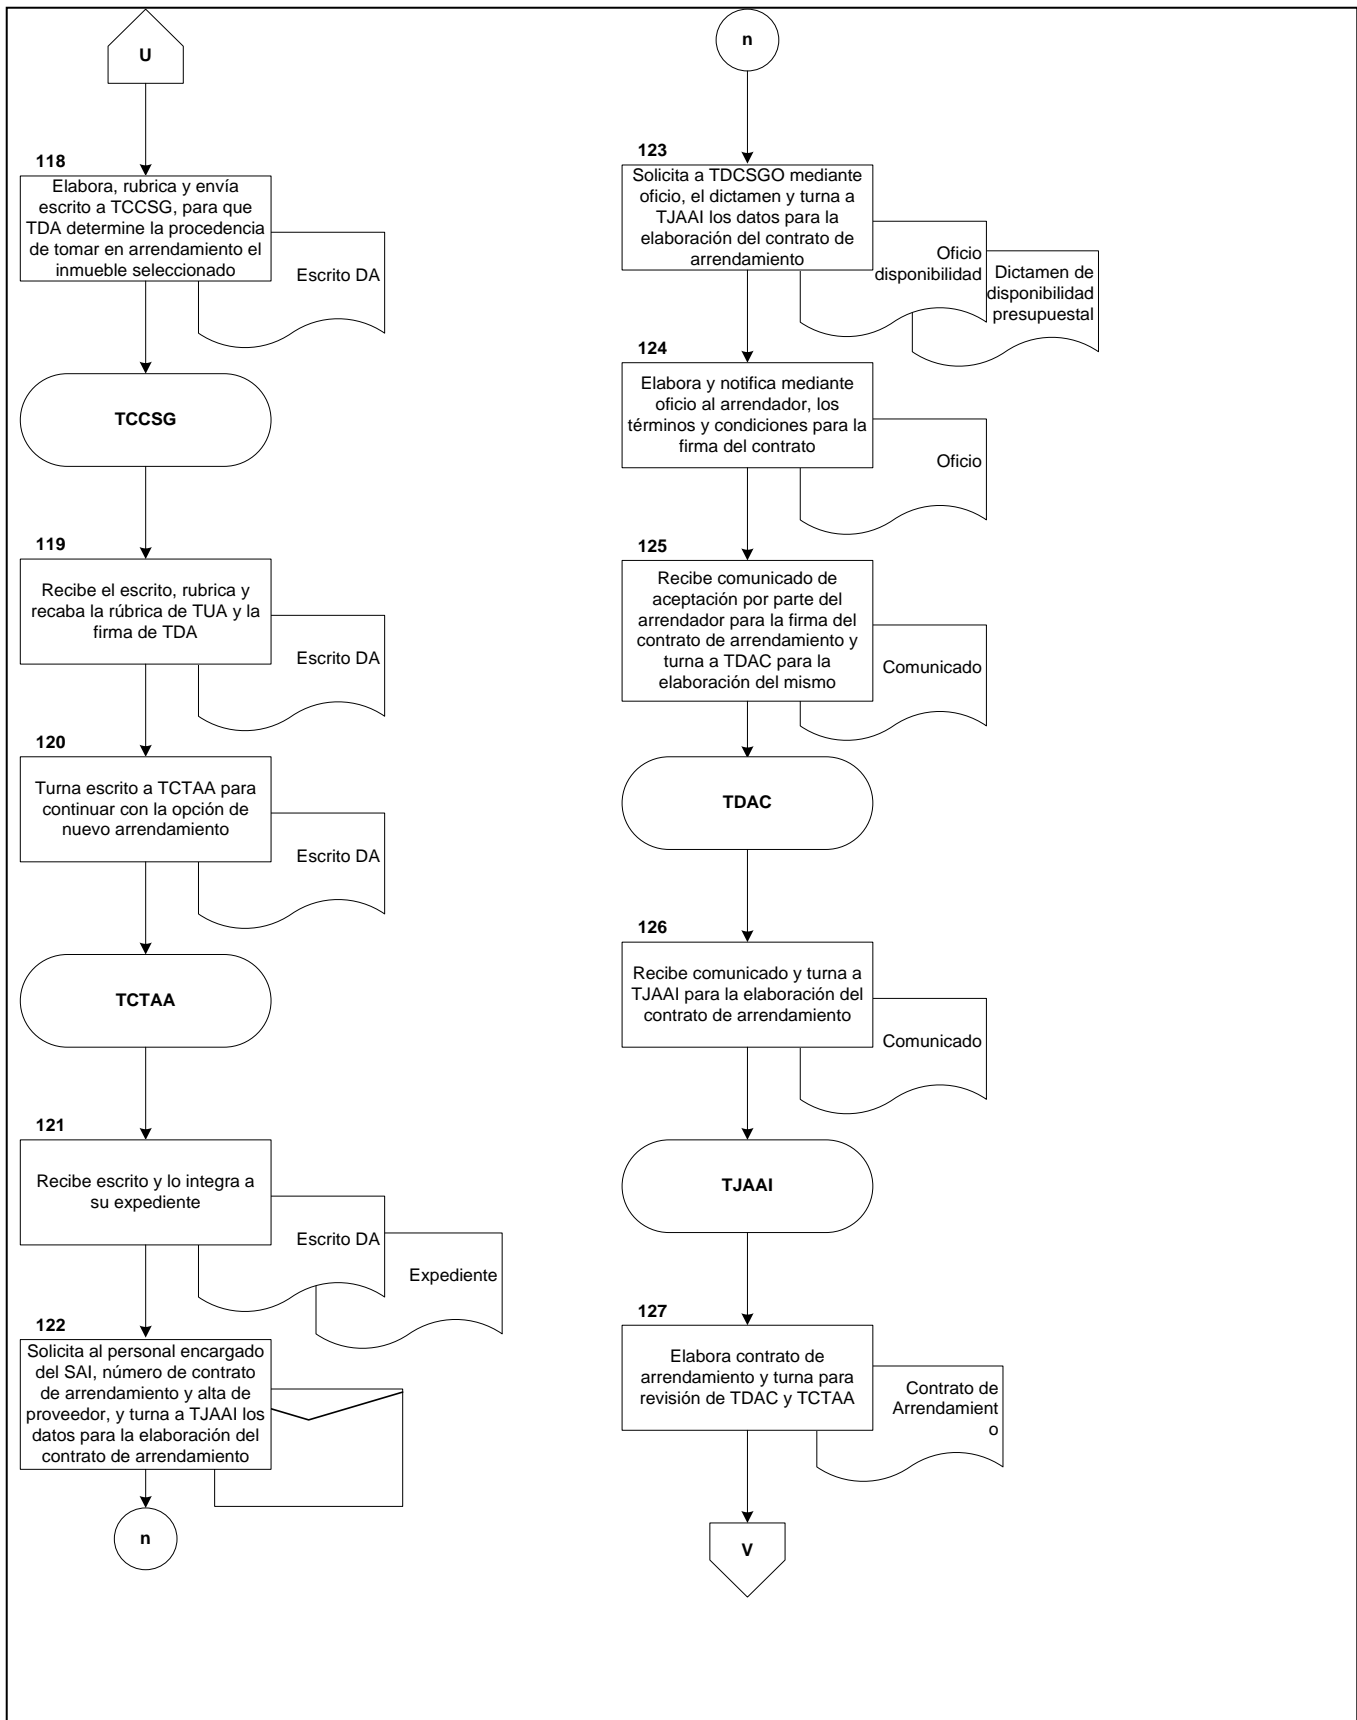 U
118
Elabora, rubrica y envía
escrito a TCCSG, para que
TDA determine la procedencia
de tomar en arrendamiento el
inmueble seleccionado
Escrito DA
TCCSG
119
Recibe el escrito, rubrica y
recaba la rúbrica de TUA y la
firma de TDA
Escrito DA
120
Turna escrito a TCTAA para
continuar con la opción de
nuevo arrendamiento
Escrito DA
TCTAA
121
Recibe escrito y lo integra a
su expediente
Escrito DA
Expediente
122
Solicita al personal encargado
del SAI, número de contrato
de arrendamiento y alta de
proveedor, y turna a TJAAI los
datos para la elaboración del
contrato de arrendamiento
n
n
123
Solicita a TDCSGO mediante
oficio, el dictamen y turna a
TJAAI los datos para la
elaboración del contrato de
arrendamiento
Oficio
disponibilidad
Dictamen de
disponibilidad
presupuestal
124
Elabora y notifica mediante
oficio al arrendador, los
términos y condiciones para la
firma del contrato
Oficio
125
Recibe comunicado de
aceptación por parte del
arrendador para la firma del
contrato de arrendamiento y
turna a TDAC para la
elaboración del mismo
Comunicado
TDAC
126
Recibe comunicado y turna a
TJAAI para la elaboración del
contrato de arrendamiento
Comunicado
TJAAI
127
Elabora contrato de
arrendamiento y turna para
revisión de TDAC y TCTAA
Contrato de
Arrendamient
o
V